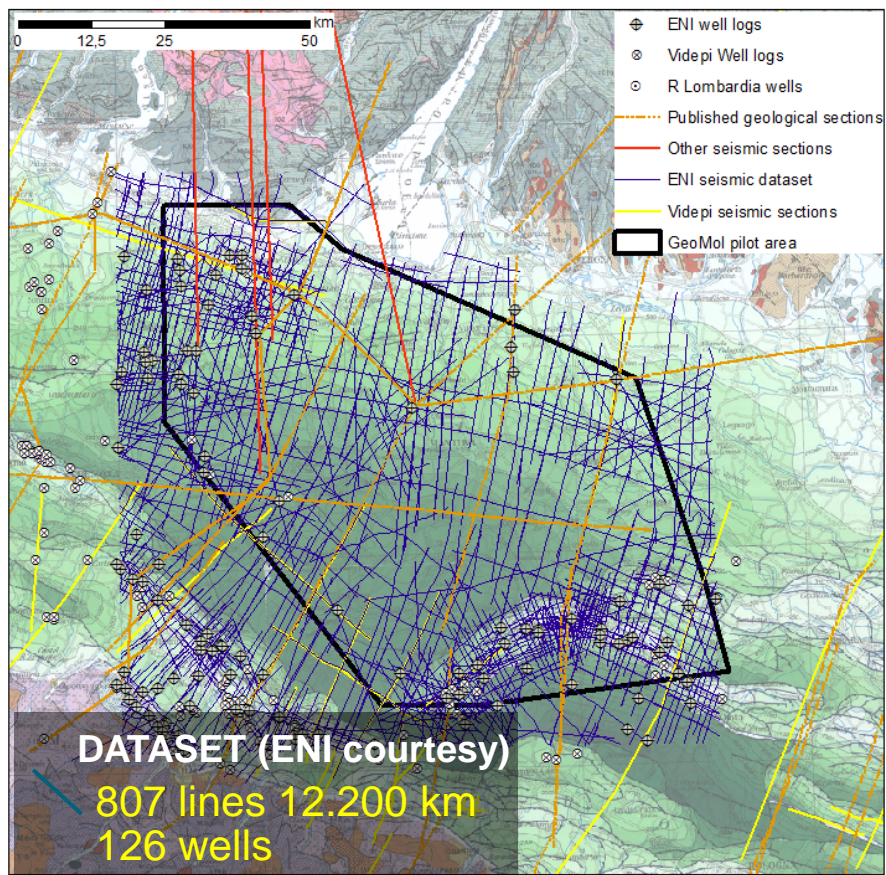 km
0 12,5 25 50
ENI well logs
Videpi Well logs
R Lombardia wells
Published geological sections
Other seismic sections
ENI seismic dataset
Videpi seismic sections
GeoMol pilot area
DATASET (ENI courtesy)
807 lines 12.200 km
126 wells